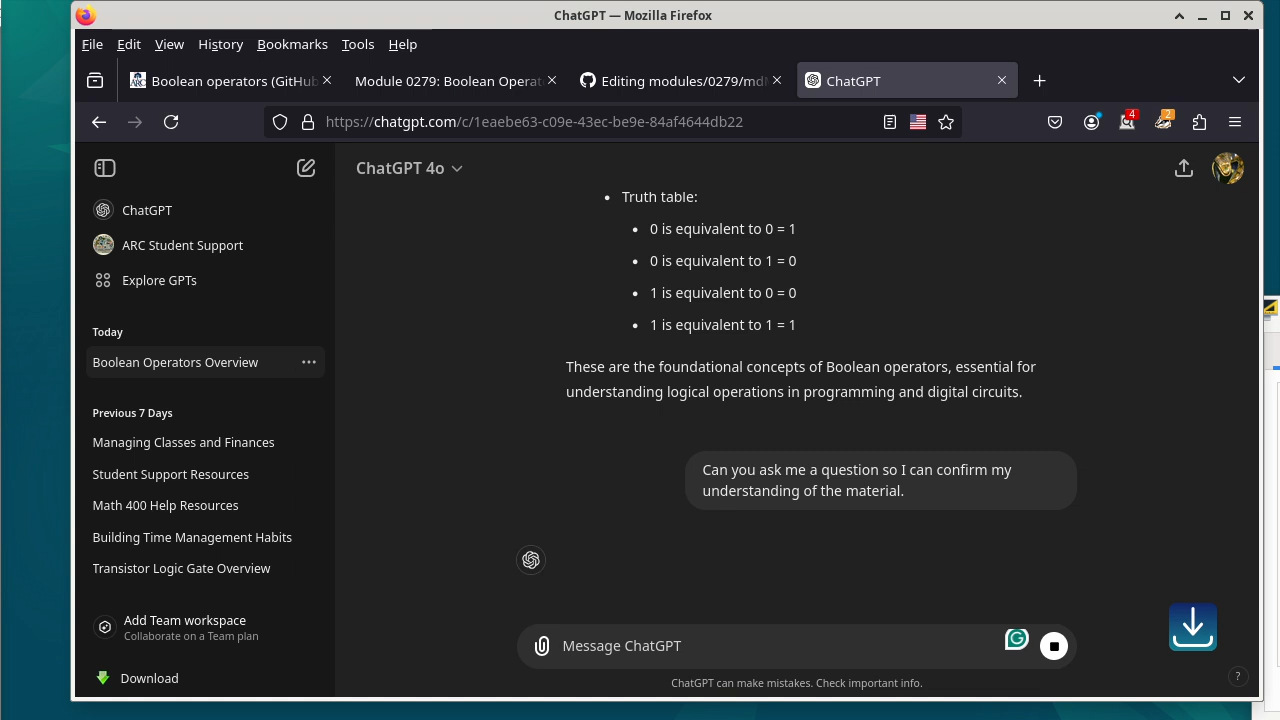 ChatGPT — Mozilla Firefox
File Edit View History Bookmarks Tools Help
Boolean operators (GitHub
Module 0279: Boolean Operat
Editing modules/0279/mdl
ChatGPT
https://chatgpt.com/c/1eaebe63-c09e-43ec-be9e-84af4644db22
4
2
ChatGPT 4o
ChatGPT
ARC Student Support
Explore GPTs
Today
Boolean Operators Overview
Previous 7 Days
Managing Classes and Finances
Student Support Resources
Math 400 Help Resources
Building Time Management Habits
Transistor Logic Gate Overview
Add Team workspace
Collaborate on a Team plan
Download
• Truth table:
• 0 is equivalent to 0 = 1
• 0 is equivalent to 1 = 0
• 1 is equivalent to 0 = 0
• 1 is equivalent to 1 = 1
These are the foundational concepts of Boolean operators, essential for
understanding logical operations in programming and digital circuits.
Can you ask me a question so I can confirm my
understanding of the material.
Message ChatGPT
ChatGPT can make mistakes. Check important info.
?